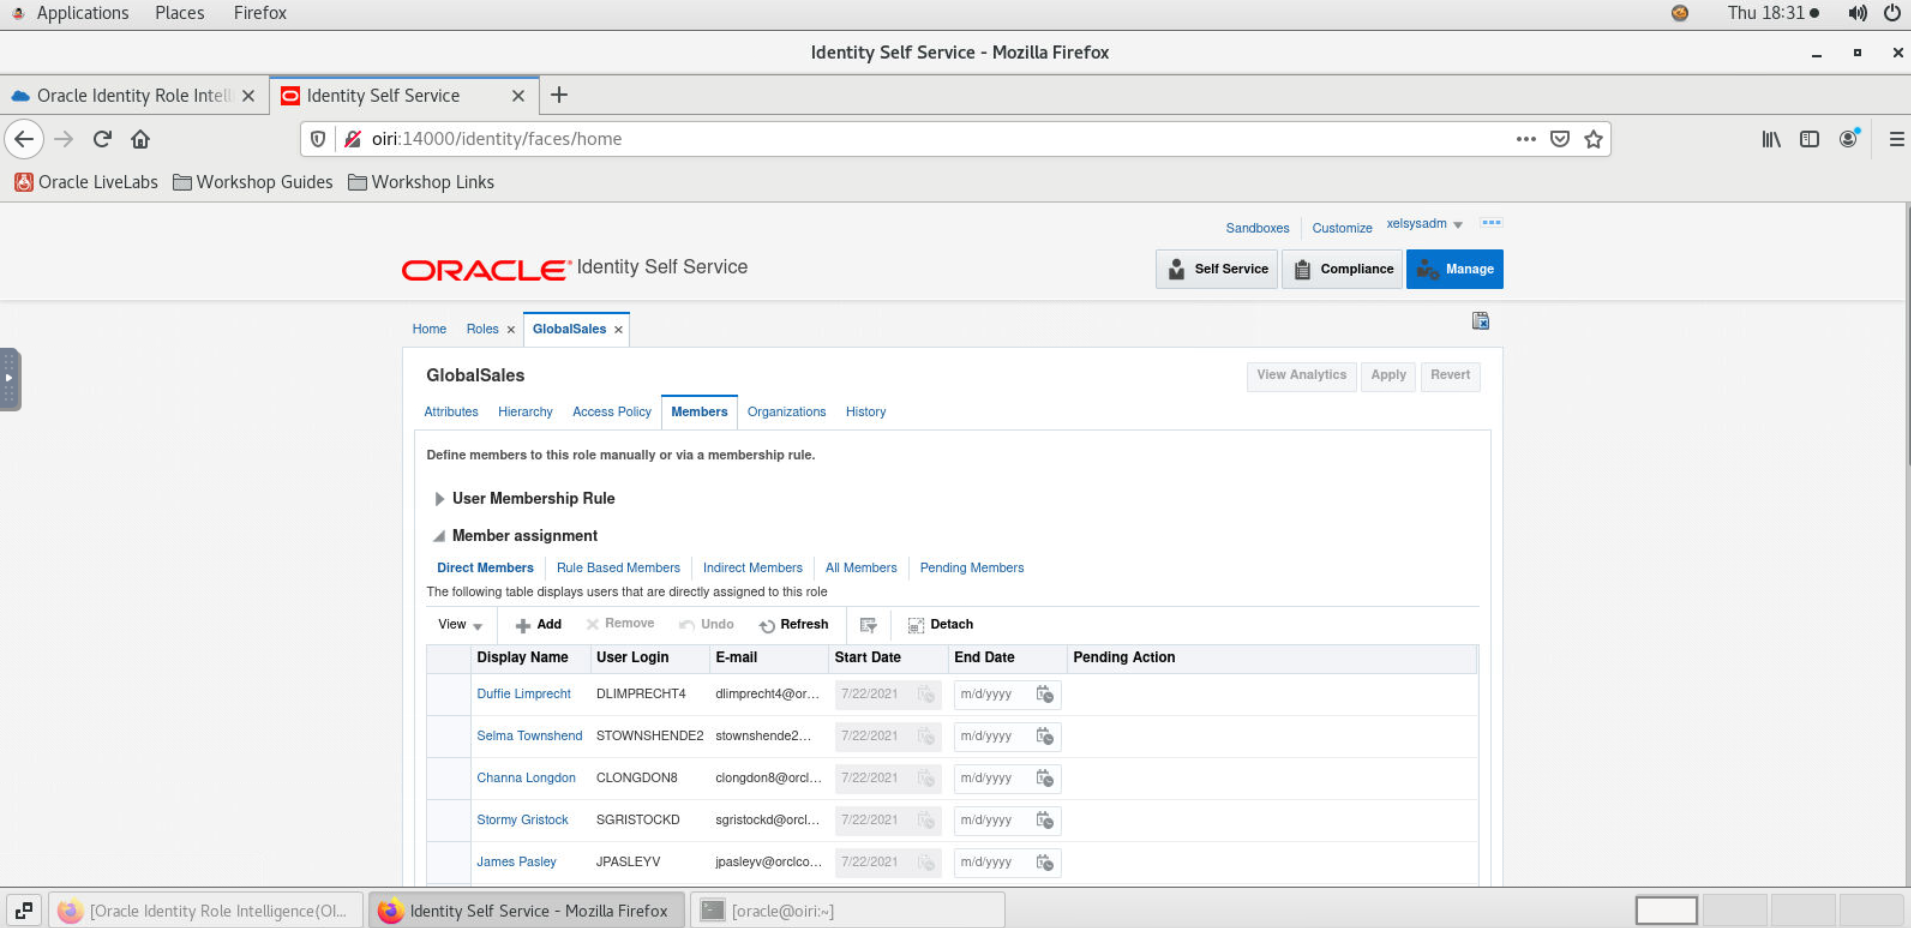 Applications Places Firefox Thu 18:31
Identity Self Service - Mozilla Firefox
Oracle Identity Role Intelli Identity Self Service
oiri:14000/identity/faces/home
Oracle LiveLabs Workshop Guides Workshop Links
Sandboxes Customize xelsysadm
ORACLE Identity Self Service Self Service Compliance Manage
Home Roles GlobalSales
GlobalSales View Analytics Apply Revert
Attributes Hierarchy Access Policy Members Organizations History
Define members to this role manually or via a membership rule.
User Membership Rule
Member assignment
Direct Members Rule Based Members Indirect Members All Members Pending Members
The following table displays users that are directly assigned to this role
View Add Remove Undo Refresh Detach
Display Name User Login E-mail Start Date End Date Pending Action
Duffie Limprecht DLIMPRECHT4 dlimprecht4@or... 7/22/2021 m/d/yyyy
Selma Townshend STOWNSHENDE2 stownshende2... 7/22/2021 m/d/yyyy
Channa Longdon CLONGDON8 clongdon8@orcl... 7/22/2021 m/d/yyyy
Stormy Gristock SGRISTOCKD sgristockd@orcl... 7/22/2021 m/d/yyyy
James Pasley JPASLEYV jpasleyv@orclco... 7/22/2021 m/d/yyyy
[Oracle Identity Role Intelligence(OI... Identity Self Service - Mozilla Firefox [oracle@oiri:~]